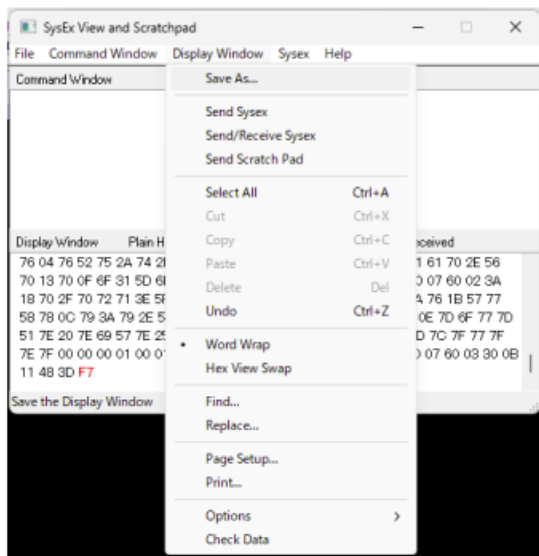 SysEx View and Scratchpad
File Command Window Display Window Sysex Help
Command Window
Save As...
Send Sysex
Send/Receive Sysex
Send Scratch Pad
Select All Ctrl+A
Cut Ctrl+X
Copy Ctrl+C
Paste Ctrl+V
Delete Del
Undo Ctrl+Z
Word Wrap
Hex View Swap
Find...
Replace...
Page Setup...
Print...
Options
Check Data
Display Window Plain
76 04 76 52 75 2A 74 61 70 2E 56
70 13 70 0F 6F 31 5D 07 60 02 3A
18 70 2F 70 72 71 3E 76 1B 57 77
58 78 0C 79 3A 79 2E 0E 7D 6F 77 7D
51 7E 20 7E 69 57 7E 7C 7F 77 7F
7E 7F 00 00 00 01 00 07 60 03 30 0B
11 48 3D F7
Save the Display Window